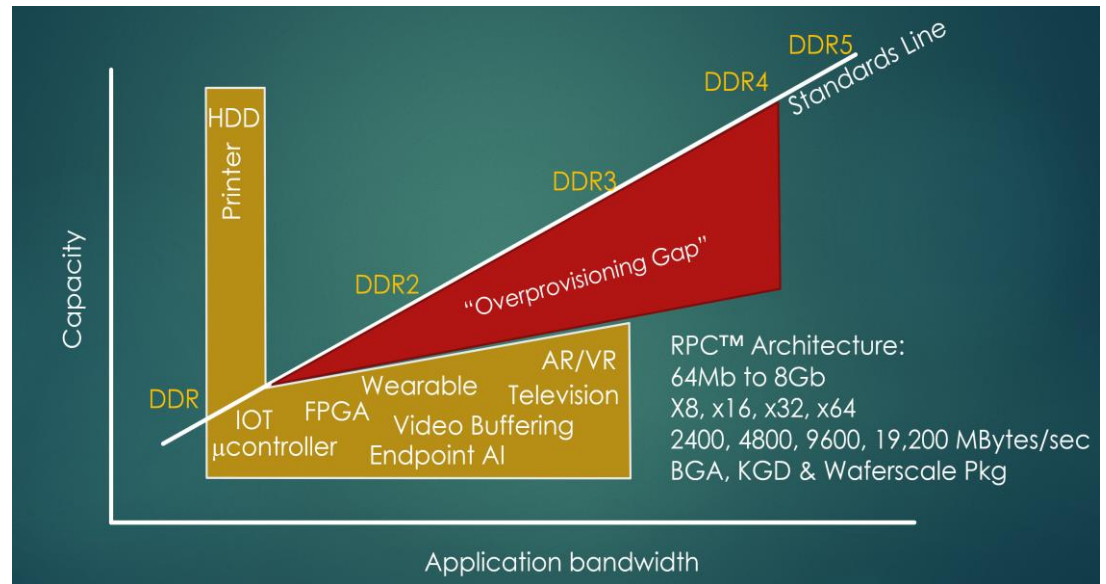 DDR5
DDR4
Standards Line
HDD
Printer
DDR3
"Overprovisioning Gap"
DDR2
Capacity
DDR
IOT
μcontroller
FPGA
Wearable
AR/VR
Television
Video Buffering
Endpoint AI
RPC™ Architecture:
64Mb to 8Gb
X8, x16, x32, x64
2400, 4800, 9600, 19,200 MBytes/sec
BGA, KGD & Waferscale Pkg
Application bandwidth